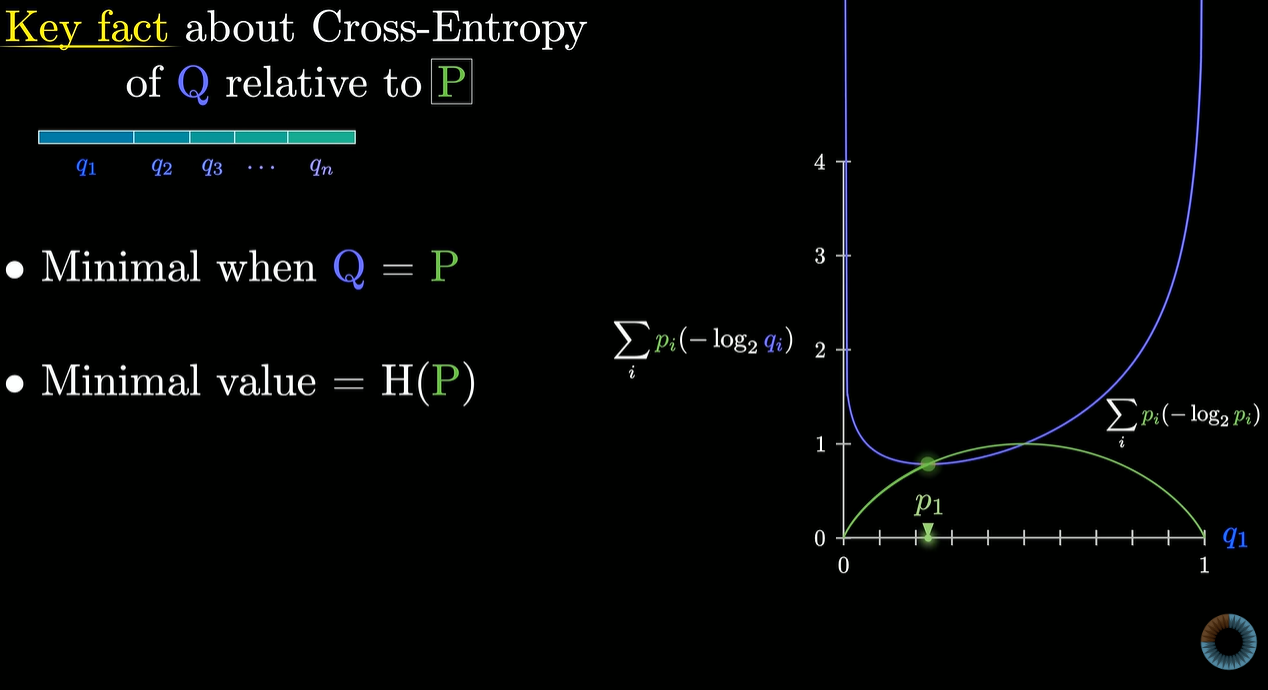 Key fact about Cross-Entropy
of Q relative to P
q₁ q₂ q₃ ⋯ qₙ
• Minimal when Q = P
• Minimal value = H(P)
∑ᵢ pᵢ(− log₂ qᵢ)
4
3
2
1
0
∑ᵢ pᵢ(− log₂ pᵢ)
p₁
q₁
0 1